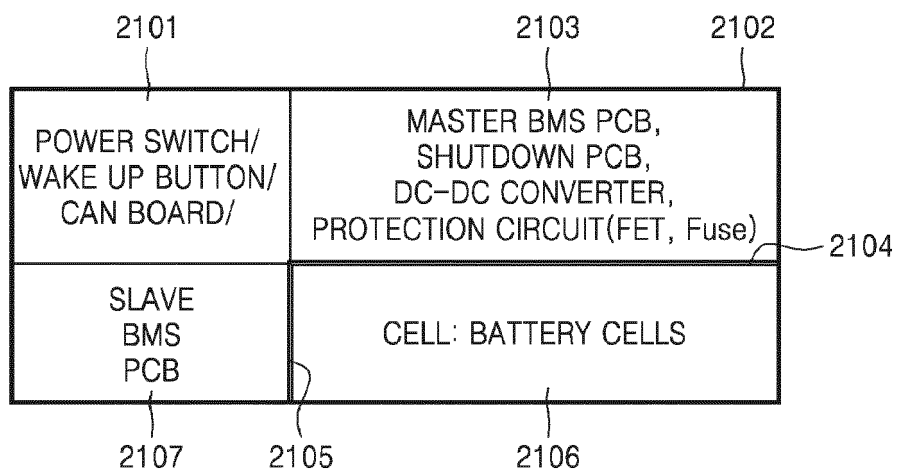 2101
2103
2102
POWER SWITCH/
WAKE UP BUTTON/
CAN BOARD/
MASTER BMS PCB,
SHUTDOWN PCB,
DC-DC CONVERTER,
PROTECTION CIRCUIT(FET, Fuse)
2104
SLAVE
BMS
PCB
CELL: BATTERY CELLS
2107
2105
2106